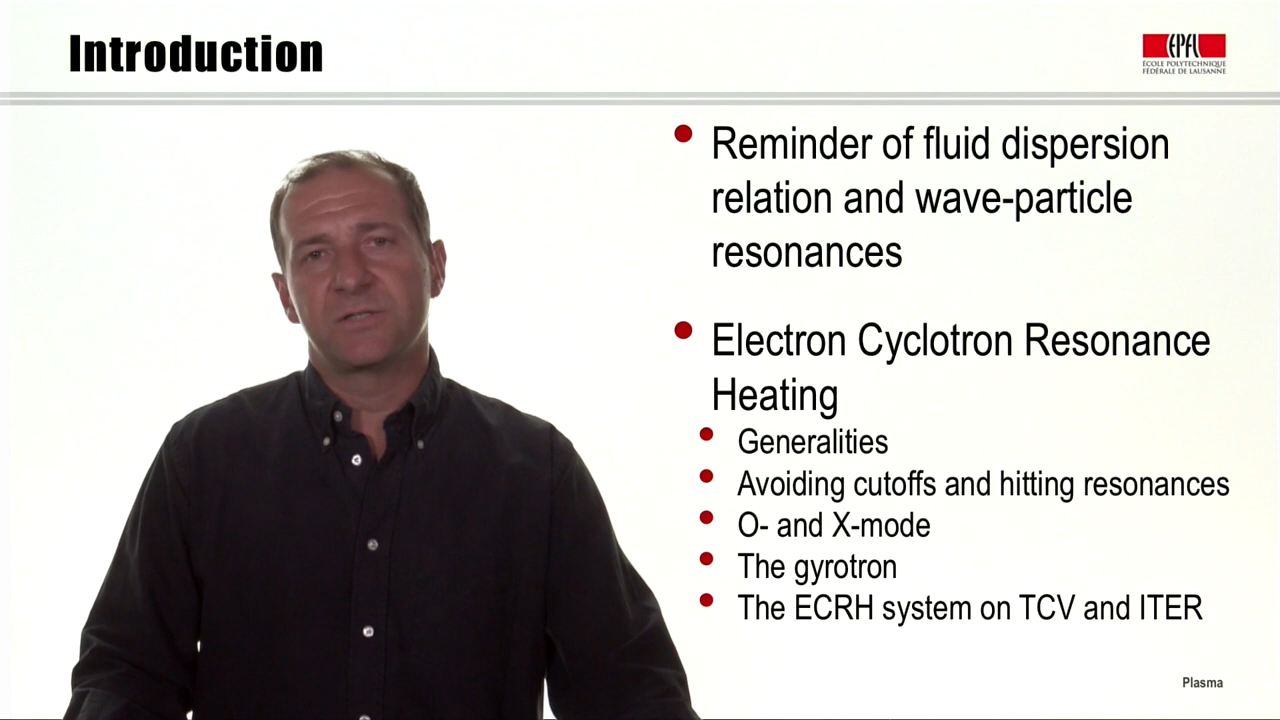 Introduction
EPFL
ÉCOLE POLYTECHNIQUE
FÉDÉRALE DE LAUSANNE
Reminder of fluid dispersion
relation and wave-particle
resonances
Electron Cyclotron Resonance
Heating
Generalities
Avoiding cutoffs and hitting resonances
O- and X-mode
The gyrotron
The ECRH system on TCV and ITER
Plasma